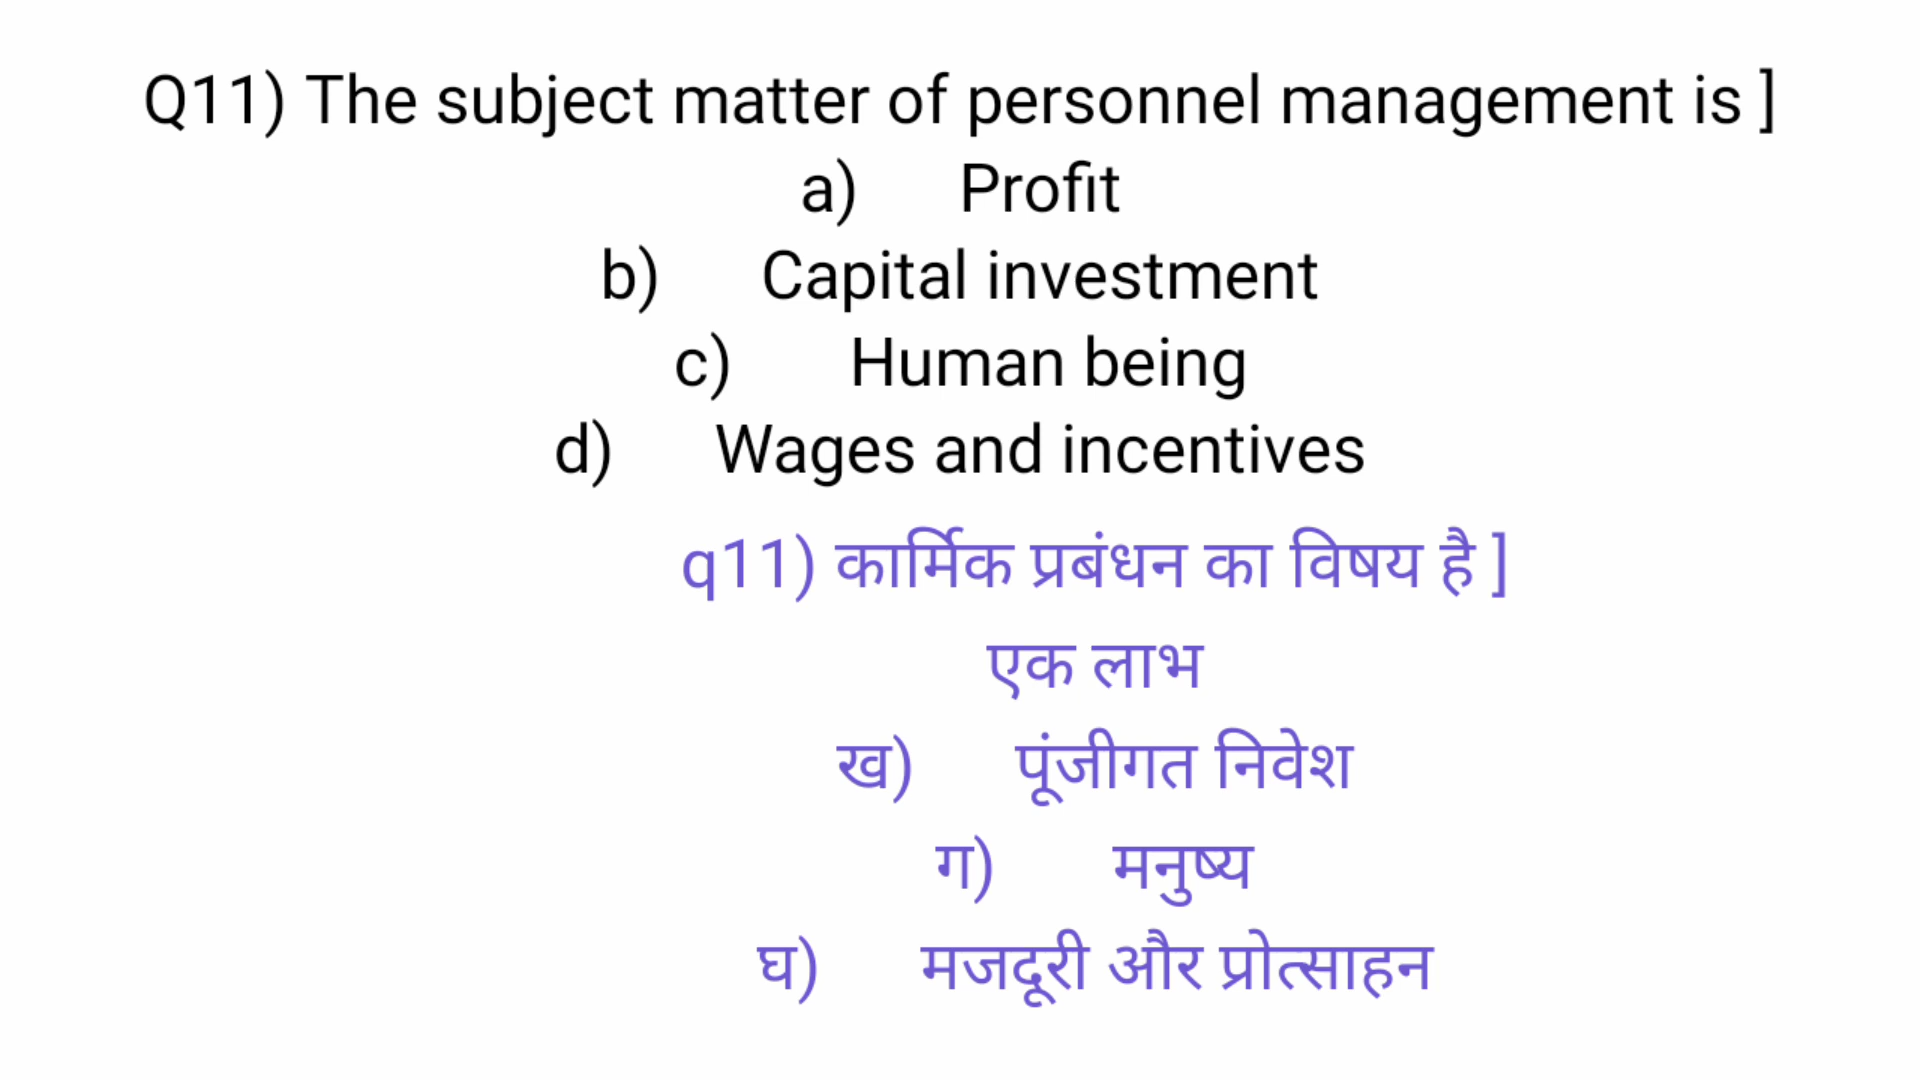 Q11) The subject matter of personnel management is ]
a) Profit
b) Capital investment
c) Human being
d) Wages and incentives
q11) कार्मिक प्रबंधन का विषय है ]
एक लाभ
ख) पूंजीगत निवेश
ग) मनुष्य
घ) मजदूरी और प्रोत्साहन